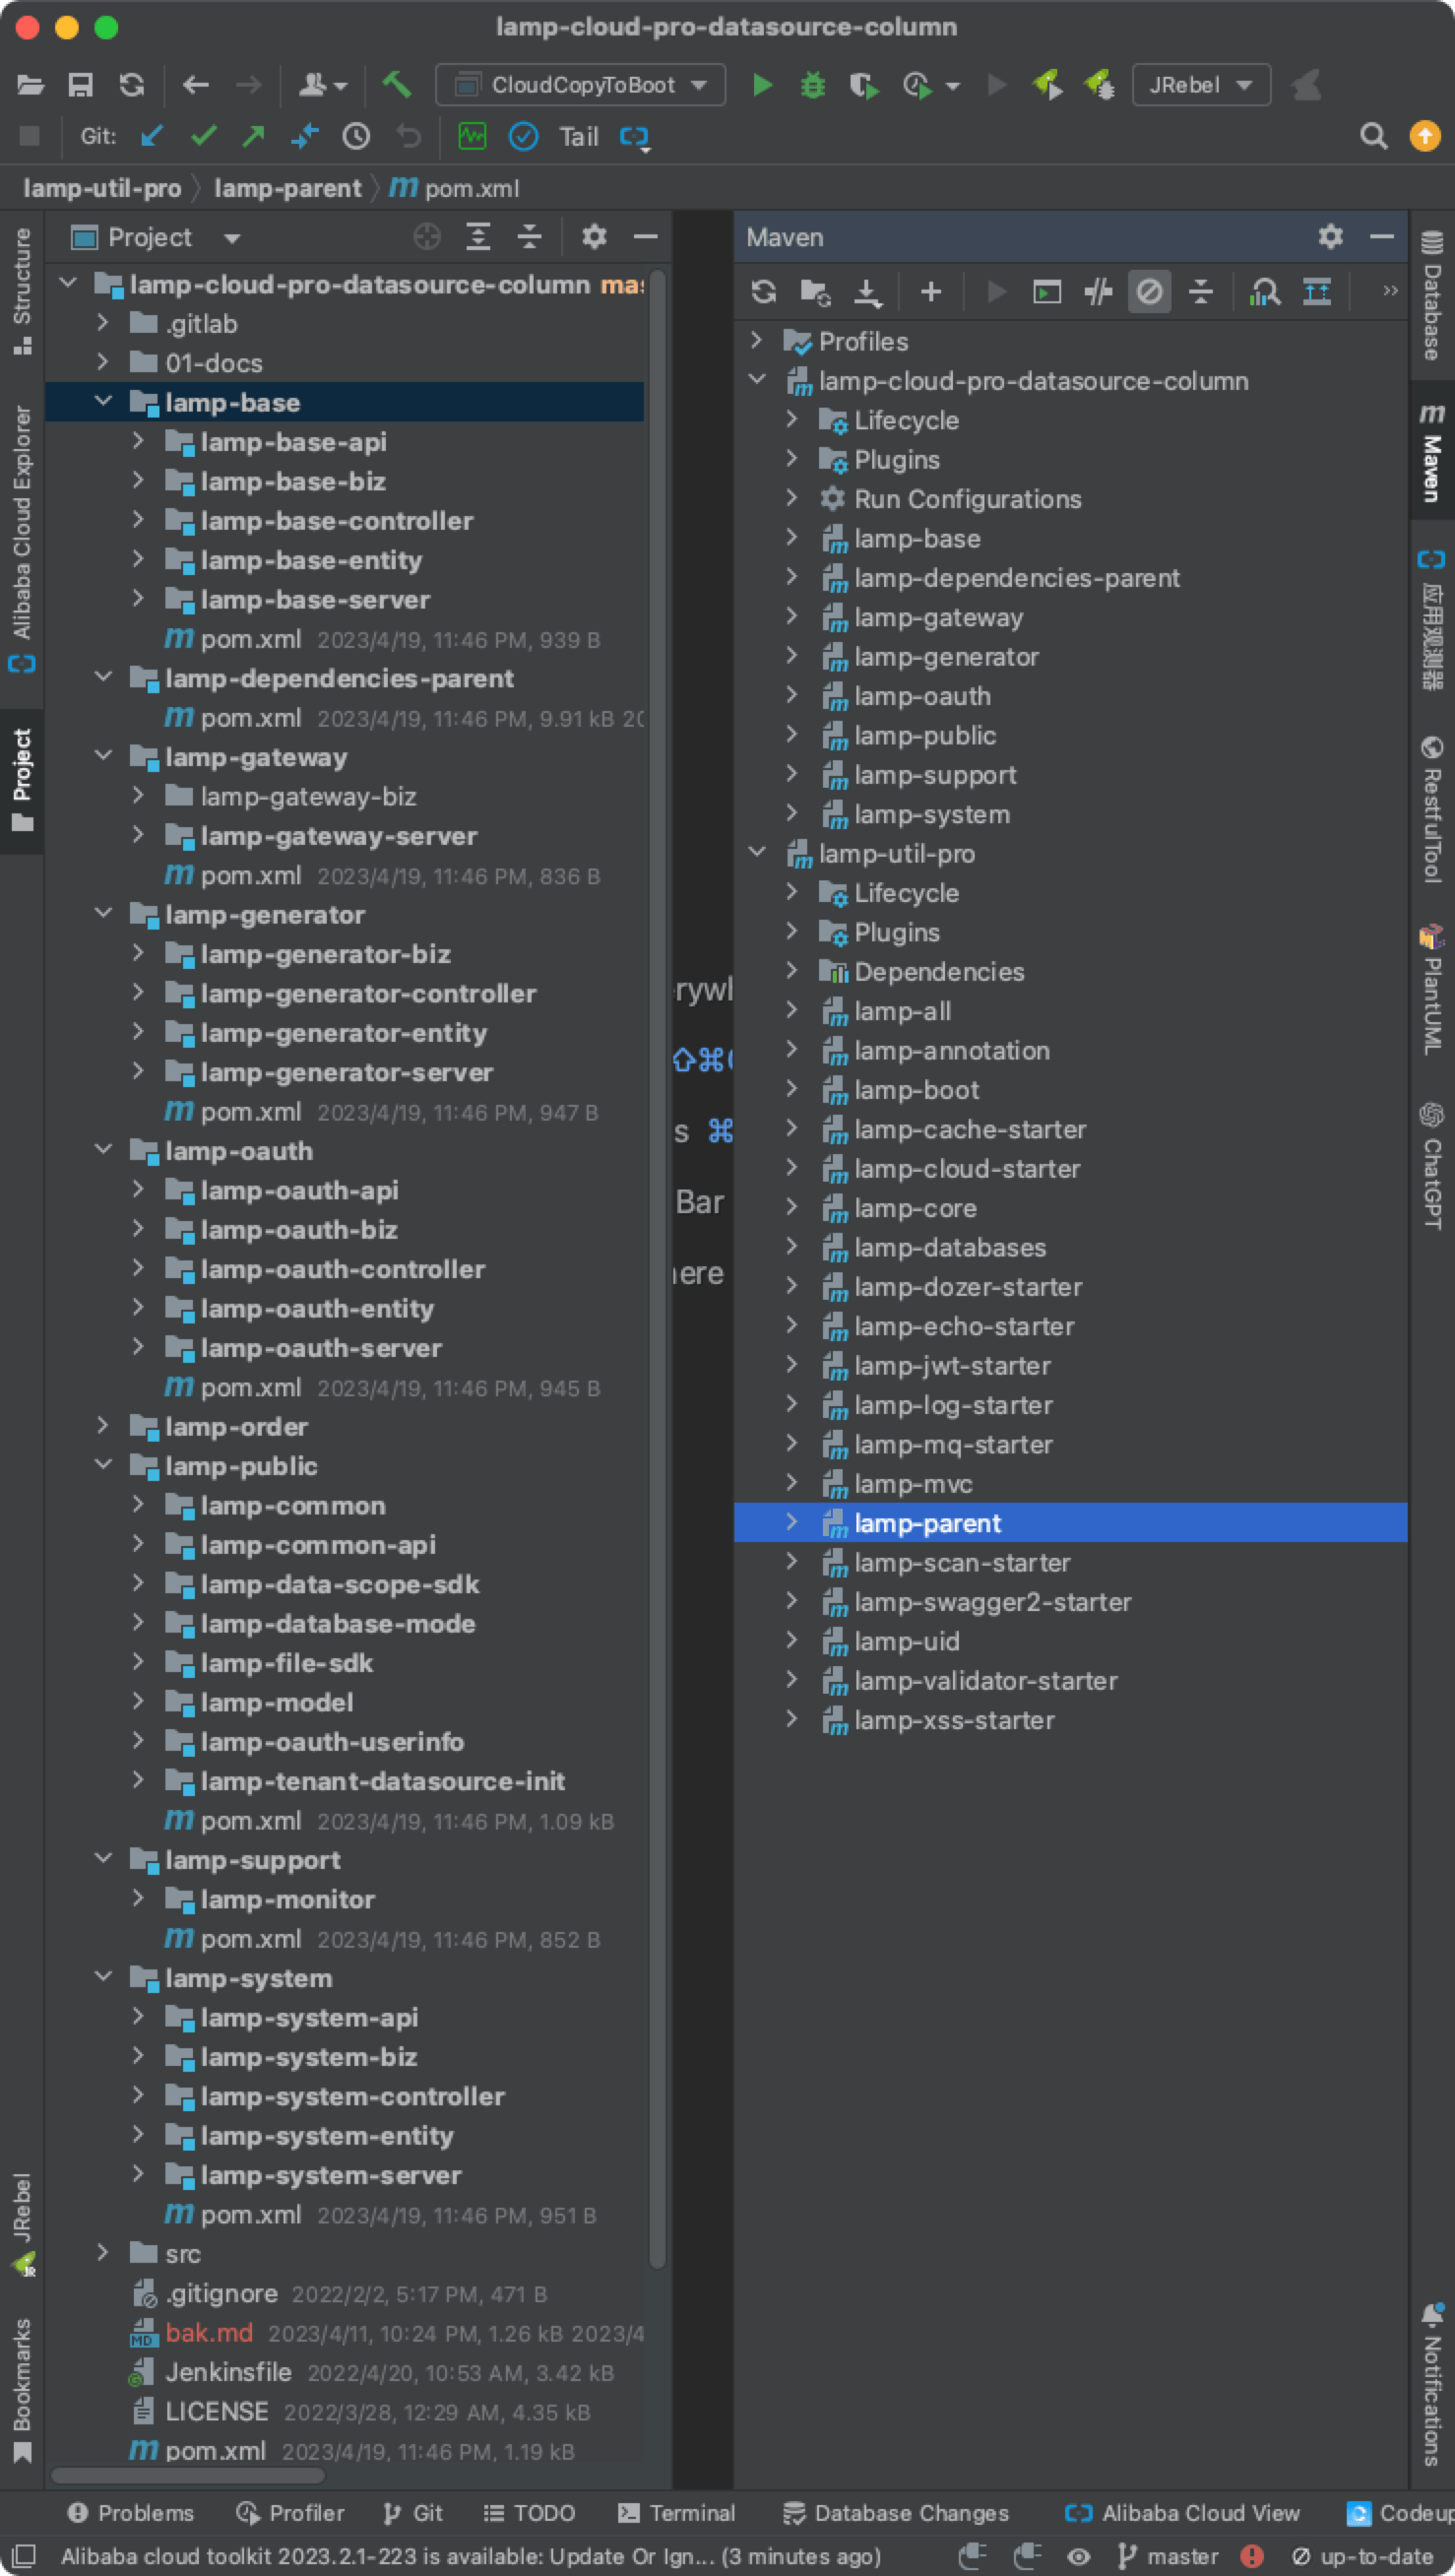 lamp-cloud-pro-datasource-column
CloudCopyToBoot
JRebel
Git:
Tail
lamp-util-pro
lamp-parent
pom.xml
Structure
Alibaba Cloud Explorer
Project
JRebel
Bookmarks
Project
lamp-cloud-pro-datasource-column
.gitlab
01-docs
lamp-base
lamp-base-api
lamp-base-biz
lamp-base-controller
lamp-base-entity
lamp-base-server
pom.xml 2023/4/19, 11:46 PM, 939 B
lamp-dependencies-parent
pom.xml 2023/4/19, 11:46 PM, 9.91 kB 20
lamp-gateway
lamp-gateway-biz
lamp-gateway-server
pom.xml 2023/4/19, 11:46 PM, 836 B
lamp-generator
lamp-generator-biz
lamp-generator-controller
lamp-generator-entity
lamp-generator-server
pom.xml 2023/4/19, 11:46 PM, 947 B
lamp-oauth
lamp-oauth-api
lamp-oauth-biz
lamp-oauth-controller
lamp-oauth-entity
lamp-oauth-server
pom.xml 2023/4/19, 11:46 PM, 945 B
lamp-order
lamp-public
lamp-common
lamp-common-api
lamp-data-scope-sdk
lamp-database-mode
lamp-file-sdk
lamp-model
lamp-oauth-userinfo
lamp-tenant-datasource-init
pom.xml 2023/4/19, 11:46 PM, 1.09 kB
lamp-support
lamp-monitor
pom.xml 2023/4/19, 11:46 PM, 852 B
lamp-system
lamp-system-api
lamp-system-biz
lamp-system-controller
lamp-system-entity
lamp-system-server
pom.xml 2023/4/19, 11:46 PM, 951 B
src
.gitignore 2022/2/2, 5:17 PM, 471 B
bak.md 2023/4/11, 10:24 PM, 1.26 kB 2023/4
Jenkinsfile 2022/4/20, 10:53 AM, 3.42 kB
LICENSE 2022/3/28, 12:29 AM, 4.35 kB
pom.xml 2023/4/19, 11:46 PM, 1.19 kB
s ⌘
Bar
Maven
Profiles
lamp-cloud-pro-datasource-column
Lifecycle
Plugins
Run Configurations
lamp-base
lamp-dependencies-parent
lamp-gateway
lamp-generator
lamp-oauth
lamp-public
lamp-support
lamp-system
lamp-util-pro
Lifecycle
Plugins
Dependencies
lamp-all
lamp-annotation
lamp-boot
lamp-cache-starter
lamp-cloud-starter
lamp-core
lamp-databases
lamp-dozer-starter
lamp-echo-starter
lamp-jwt-starter
lamp-log-starter
lamp-mq-starter
lamp-mvc
lamp-parent
lamp-scan-starter
lamp-swagger2-starter
lamp-uid
lamp-validator-starter
lamp-xss-starter
Database
Maven
应用观测器
RestfulTool
PlantUML
ChatGPT
Notifications
Problems
Profiler
Git
TODO
Terminal
Database Changes
Alibaba Cloud View
Codeup
Alibaba cloud toolkit 2023.2.1-223 is available: Update Or Ign... (3 minutes ago)
master
up-to-date